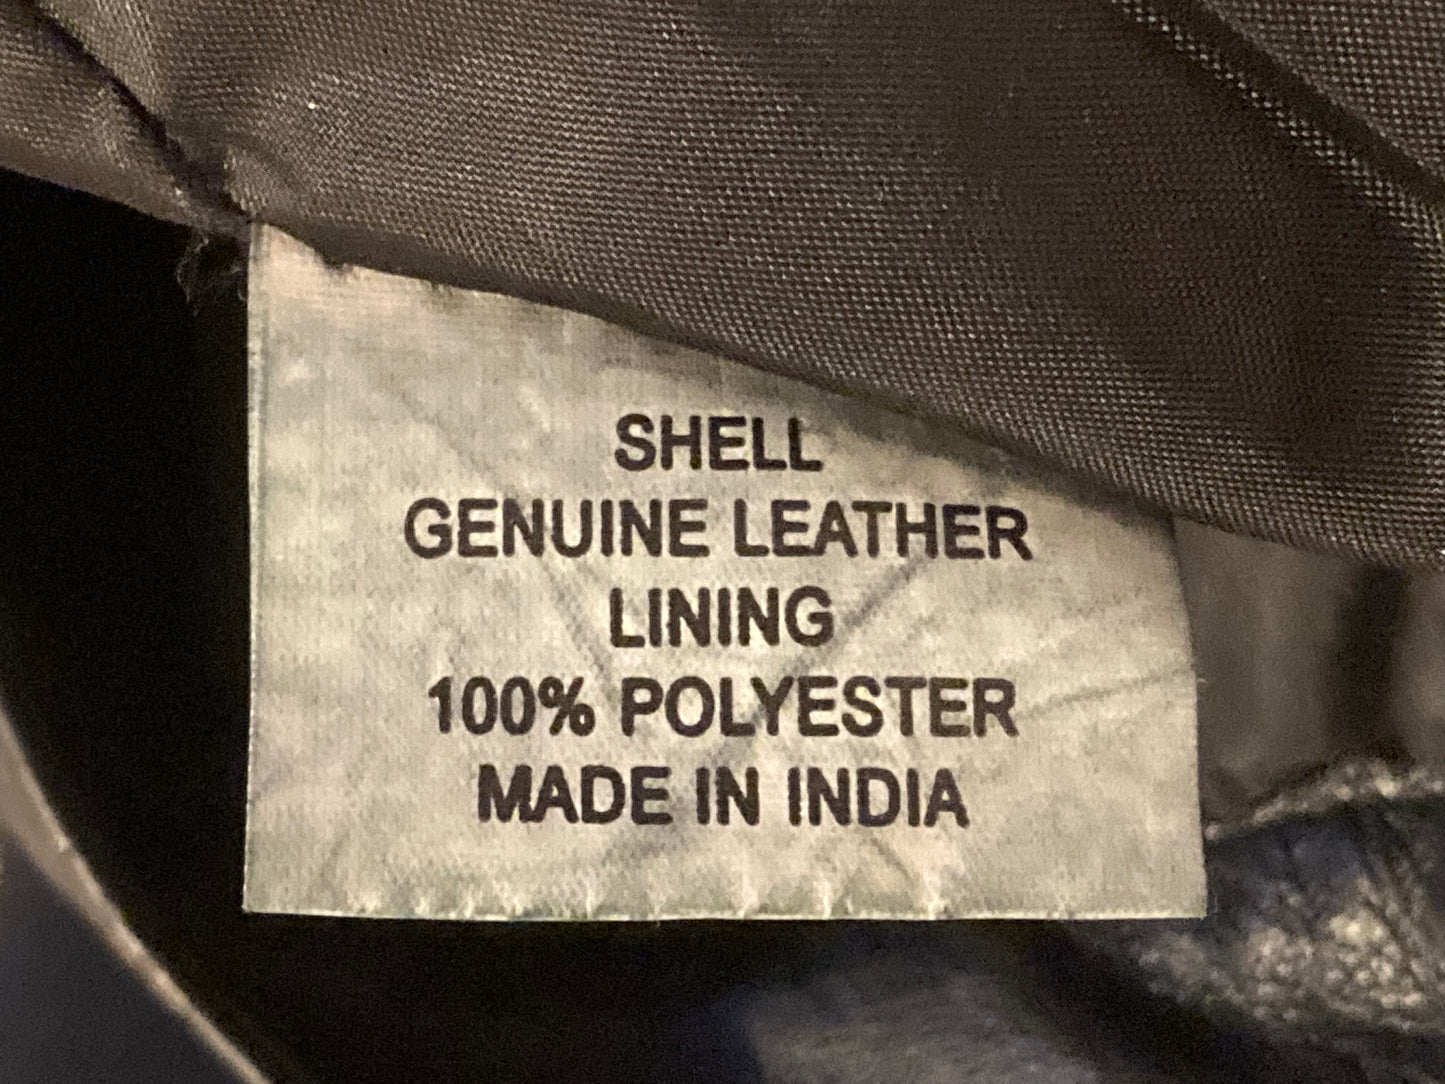 SHELL
GENUINE LEATHER
LINING
100% POLYESTER
MADE IN INDIA